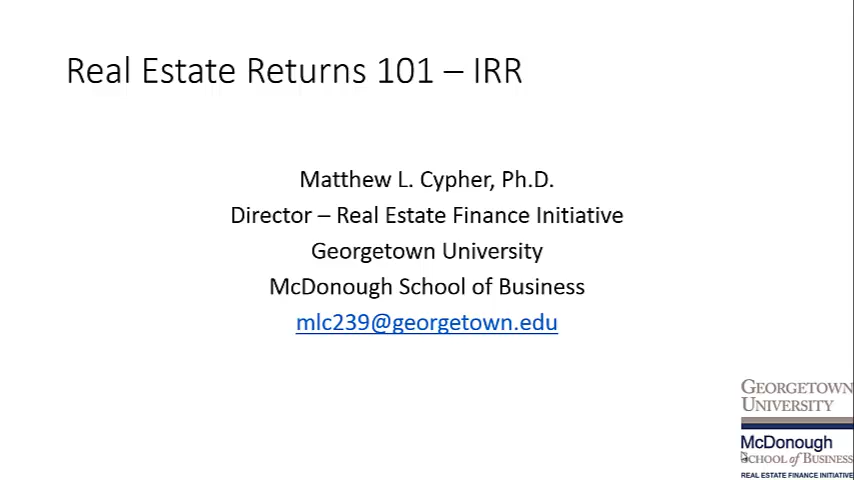 Real Estate Returns 101 – IRR
Matthew L. Cypher, Ph.D.
Director – Real Estate Finance Initiative
Georgetown University
McDonough School of Business
mlc239@georgetown.edu
GEORGETOWN
UNIVERSITY
McDonough
SCHOOL of BUSINESS
REAL ESTATE FINANCE INITIATIVE